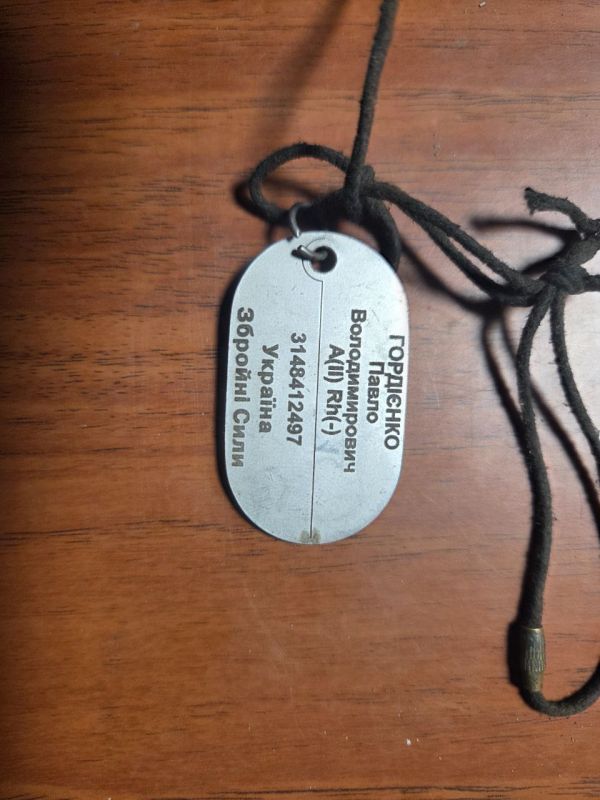 ГОРДІЄНКО
Павло
Володимирович
А(II) Rh(-)
3148412497
Україна
Збройні Сили